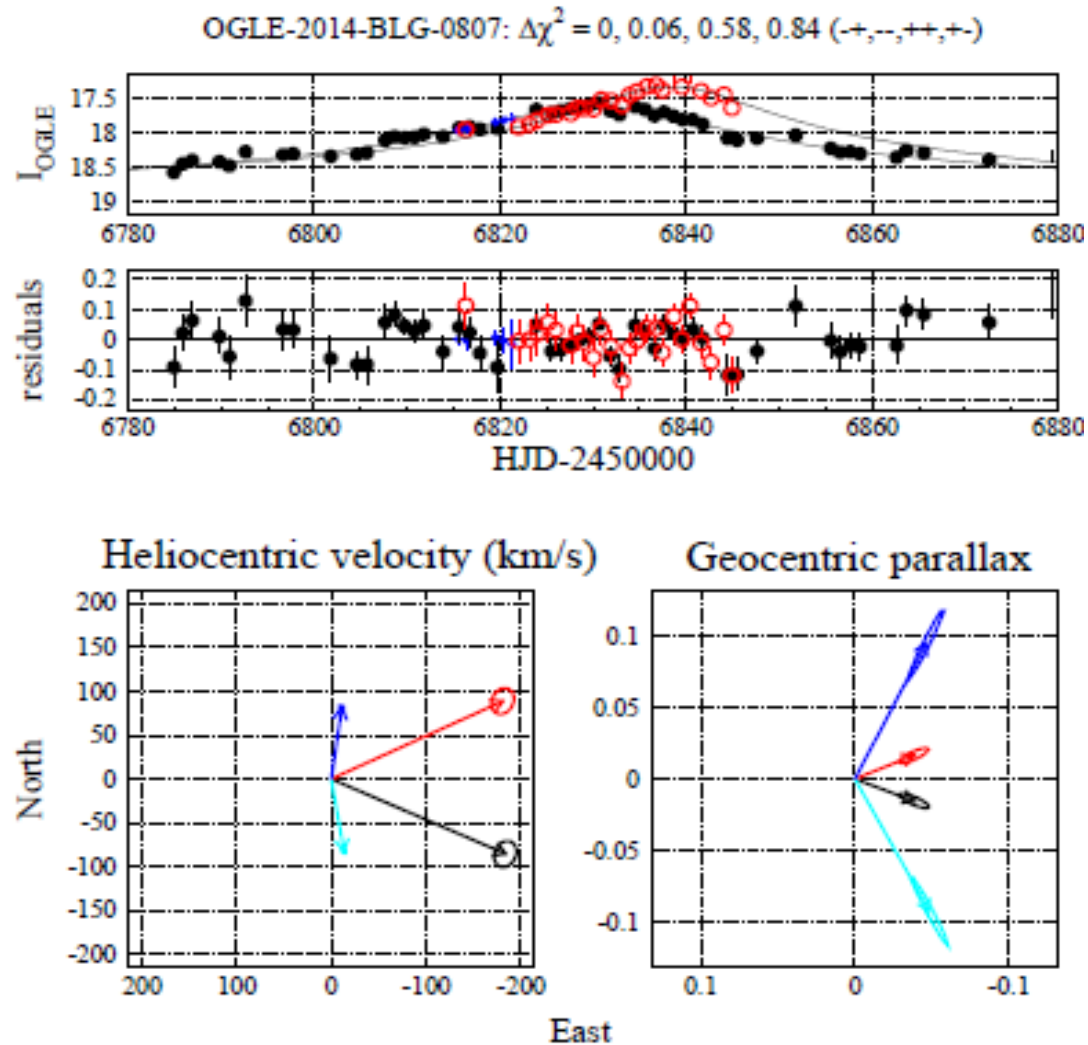 OGLE-2014-BLG-0807: Δχ² = 0, 0.06, 0.58, 0.84 (-+,--,++,+-)
I_OGLE
17.5
18
18.5
19
6780 6800 6820 6840 6860 6880
residuals
0.2
0.1
0
-0.1
-0.2
6780 6800 6820 6840 6860 6880
HJD-2450000
Heliocentric velocity (km/s)
North
200
150
100
50
0
-50
-100
-150
-200
200 100 0 -100 -200
Geocentric parallax
0.1
0.05
0
-0.05
-0.1
0.1 0 -0.1
East